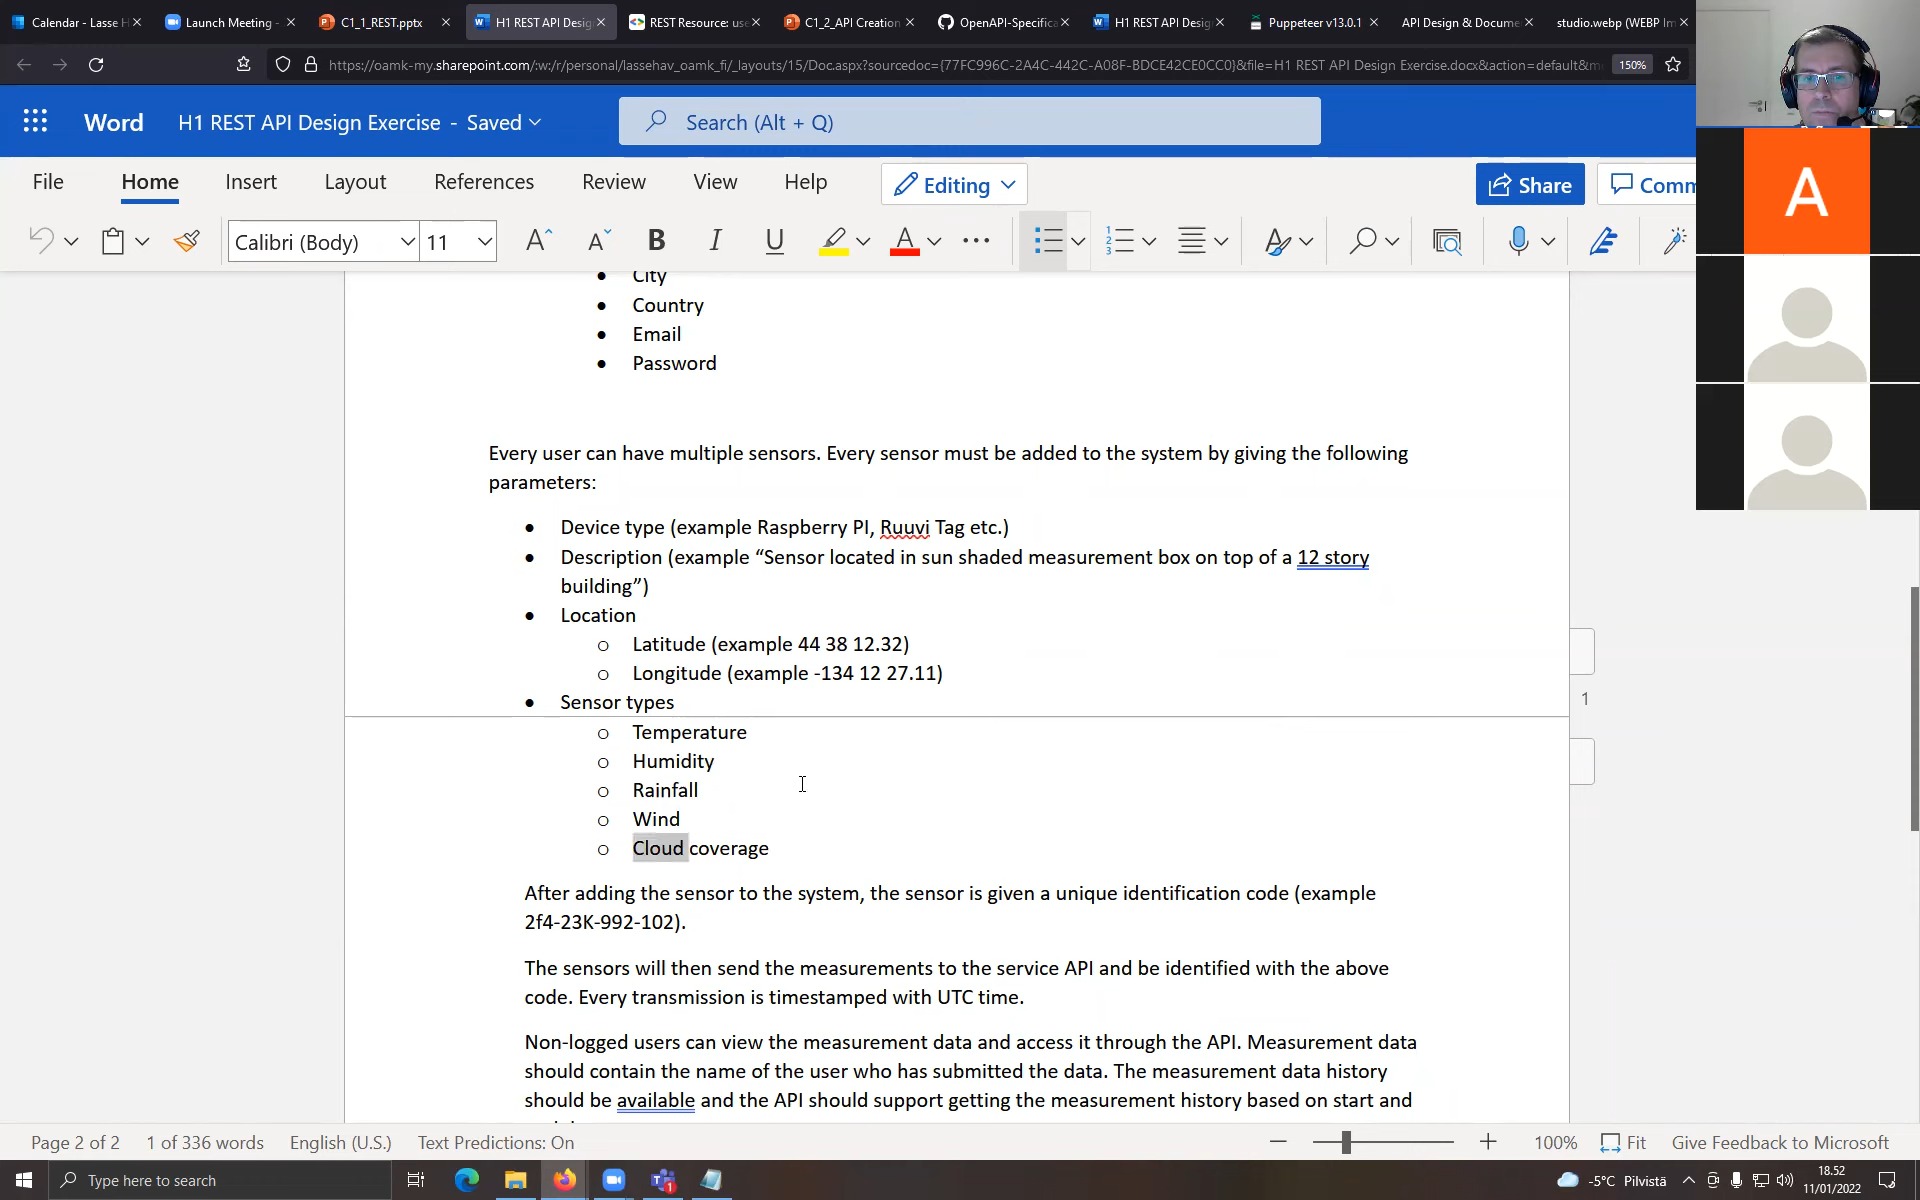 Calendar - Lasse H
Launch Meeting -
C1_1_REST.pptx
H1 REST API Desig
REST Resource: use
C1_2_API Creation
OpenAPI-Specifica
H1 REST API Desig
Puppeteer v13.0.1
API Design & Docume
studio.webp (WEBP Im
https://oamk-my.sharepoint.com/:w:/r/personal/lassehav_oamk_fi/_layouts/15/Doc.aspx?sourcedoc={77FC996C-2A4C-442C-A08F-BDCE42CE0CC0}&file=H1 REST API Design Exercise.docx&action=default&m
150%
Word
H1 REST API Design Exercise - Saved
Search (Alt + Q)
File
Home
Insert
Layout
References
Review
View
Help
Editing
Share
Comm
Calibri (Body)
11
A
A
B
I
U
A
A
City
Country
Email
Password
Every user can have multiple sensors. Every sensor must be added to the system by giving the following
parameters:
Device type (example Raspberry PI, Ruuvi Tag etc.)
Description (example “Sensor located in sun shaded measurement box on top of a 12 story
building”)
Location
Latitude (example 44 38 12.32)
Longitude (example -134 12 27.11)
Sensor types
1
Temperature
Humidity
Rainfall
Wind
Cloud coverage
After adding the sensor to the system, the sensor is given a unique identification code (example
2f4-23K-992-102).
The sensors will then send the measurements to the service API and be identified with the above
code. Every transmission is timestamped with UTC time.
Non-logged users can view the measurement data and access it through the API. Measurement data
should contain the name of the user who has submitted the data. The measurement data history
should be available and the API should support getting the measurement history based on start and
Page 2 of 2
1 of 336 words
English (U.S.)
Text Predictions: On
100%
Fit
Give Feedback to Microsoft
Type here to search
-5°C Pilvistä
18.52
11/01/2022